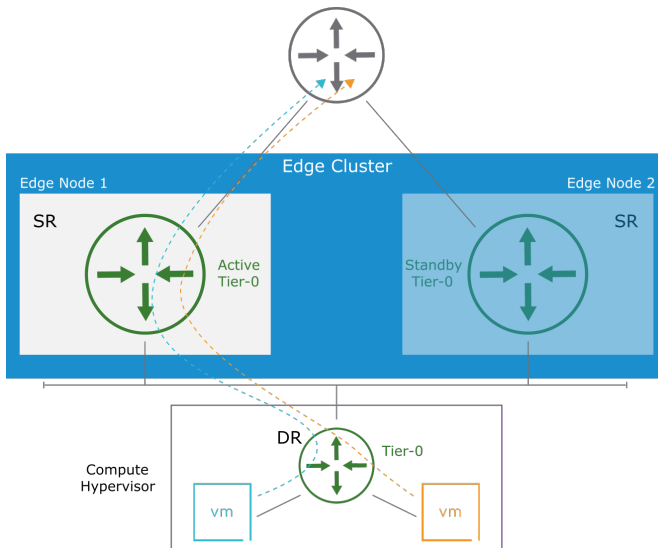 Edge Cluster
Edge Node 1
Edge Node 2
SR
SR
Active
Tier-0
Standby
Tier-0
DR
Tier-0
Compute
Hypervisor
vm
vm